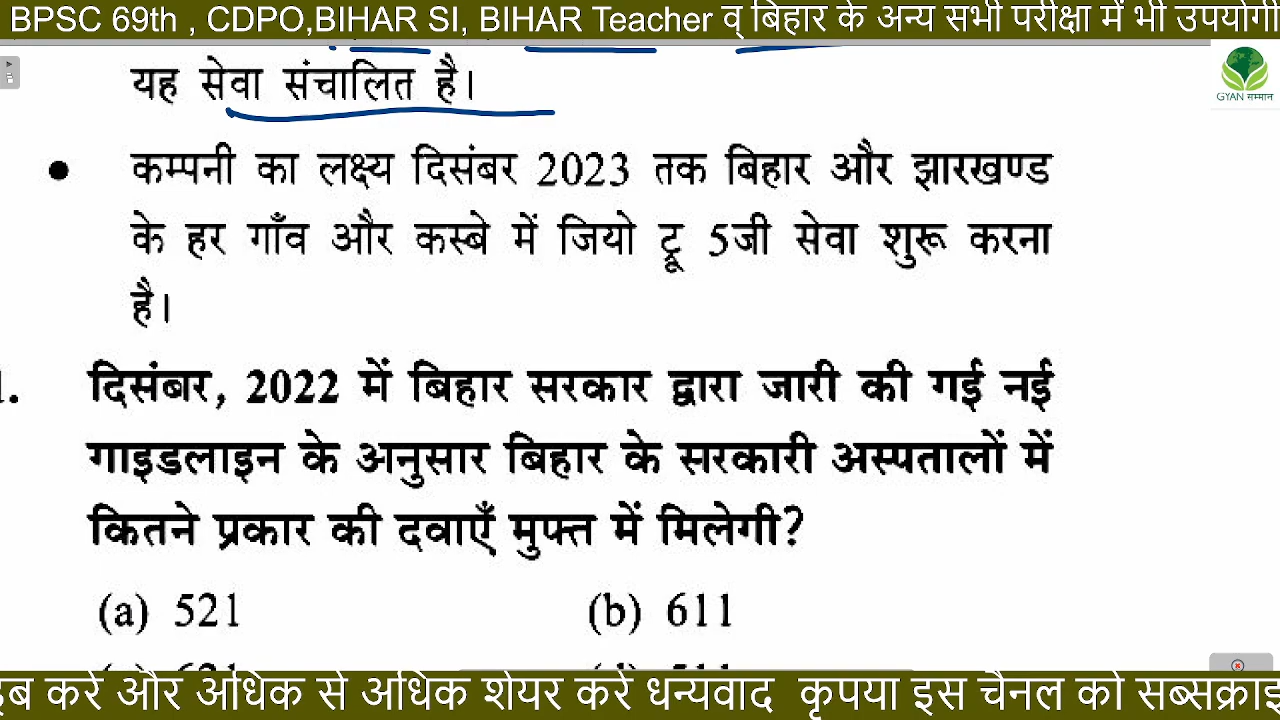 BPSC 69th , CDPO,BIHAR SI, BIHAR Teacher व् बिहार के अन्य सभी परीक्षा में भी उपयोगी
GYAN सम्मान
यह सेवा संचालित है।
• कम्पनी का लक्ष्य दिसंबर 2023 तक बिहार और झारखण्ड
के हर गाँव और कस्बे में जियो ट्रू 5जी सेवा शुरू करना
है।
दिसंबर, 2022 में बिहार सरकार द्वारा जारी की गई नई
गाइडलाइन के अनुसार बिहार के सरकारी अस्पतालों में
कितने प्रकार की दवाएँ मुफ्त में मिलेगी?
(a) 521 (b) 611
करें और अधिक से अधिक शेयर करें धन्यवाद कृपया इस चैनल को